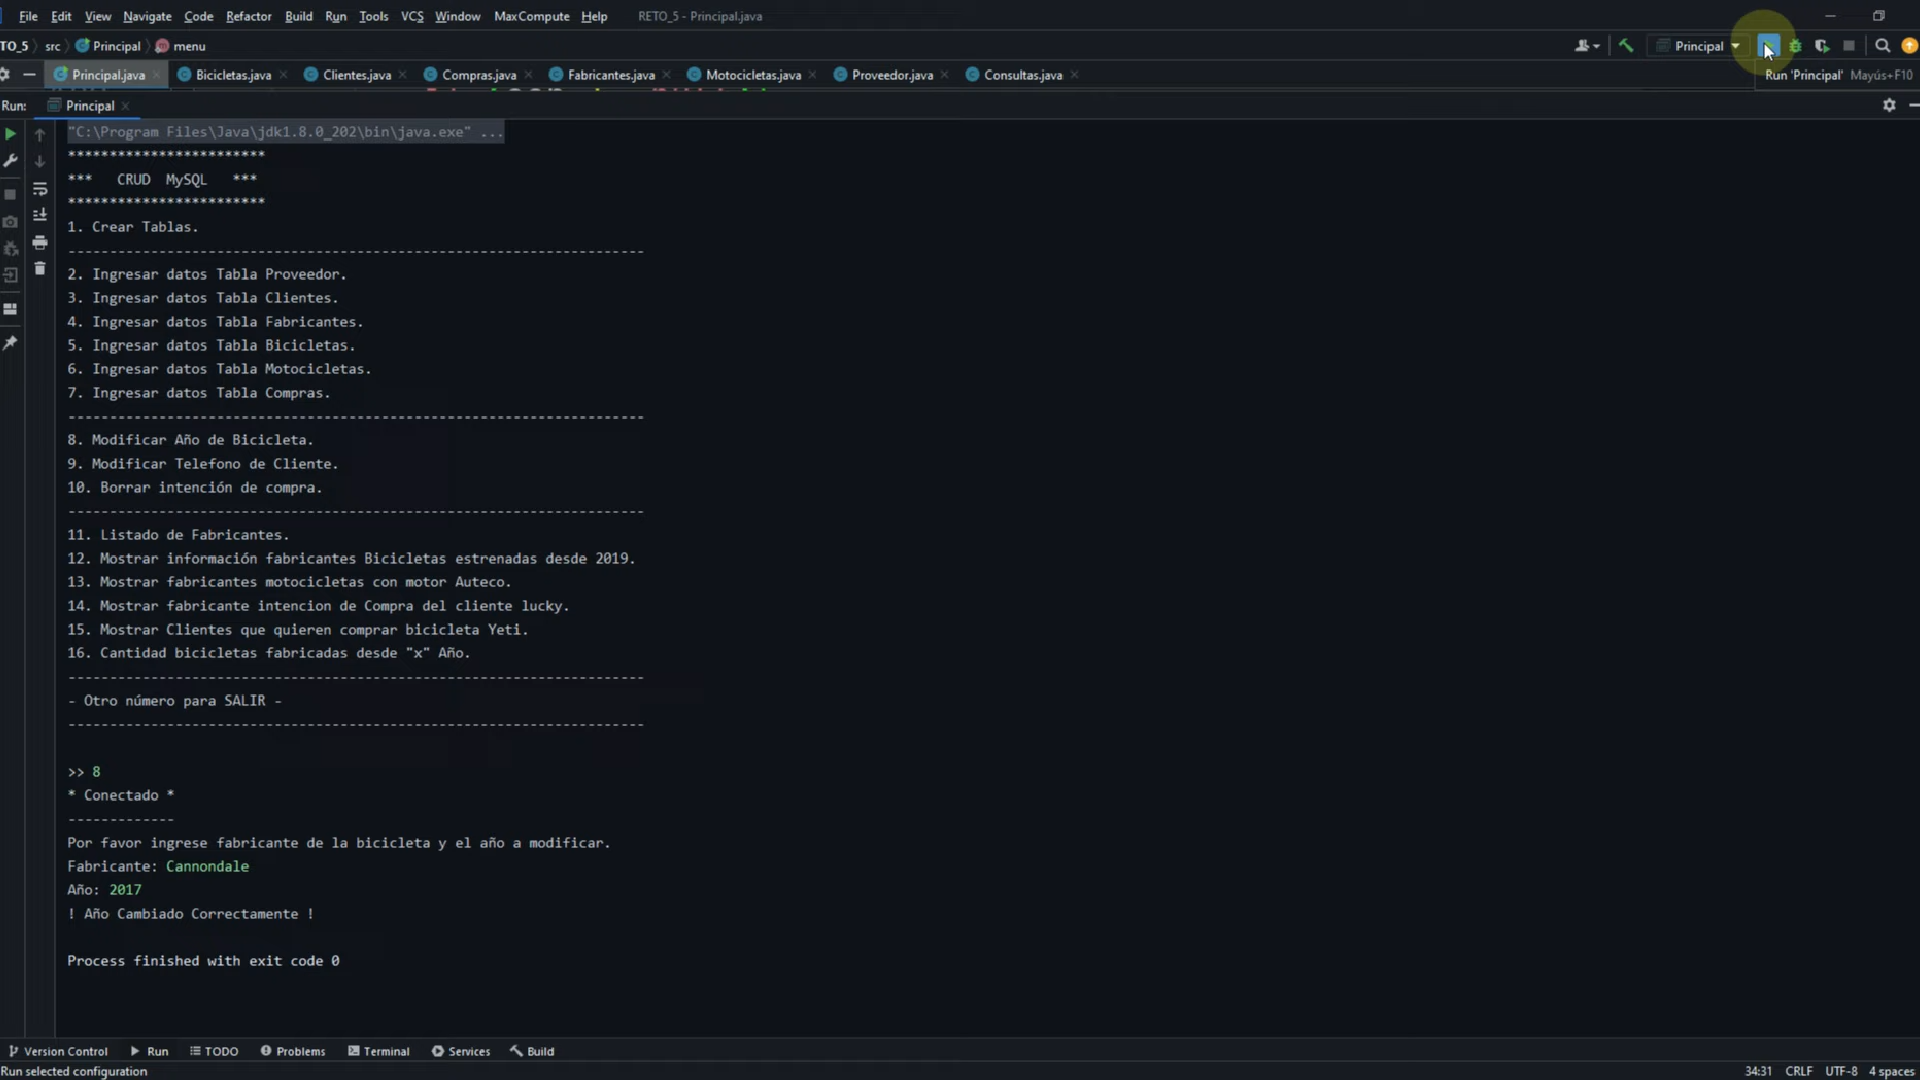 File Edit View Navigate Code Refactor Build Run Tools VCS Window MaxCompute Help RETO_5 - Principal.java
TO_5 src Principal menu Principal
Principal.java Bicicletas.java Clientes.java Compras.java Fabricantes.java Motocicletas.java Proveedor.java Consultas.java Run 'Principal' Mayús+F10
Run: Principal
"C:\Program Files\Java\jdk1.8.0_202\bin\java.exe" ...
************************
***   CRUD  MySQL   ***
************************
1. Crear Tablas.
----------------------------------------------------------------------
2. Ingresar datos Tabla Proveedor.
3. Ingresar datos Tabla Clientes.
4. Ingresar datos Tabla Fabricantes.
5. Ingresar datos Tabla Bicicletas.
6. Ingresar datos Tabla Motocicletas.
7. Ingresar datos Tabla Compras.
----------------------------------------------------------------------
8. Modificar Año de Bicicleta.
9. Modificar Telefono de Cliente.
10. Borrar intención de compra.
----------------------------------------------------------------------
11. Listado de Fabricantes.
12. Mostrar información fabricantes Bicicletas estrenadas desde 2019.
13. Mostrar fabricantes motocicletas con motor Auteco.
14. Mostrar fabricante intencion de Compra del cliente lucky.
15. Mostrar Clientes que quieren comprar bicicleta Yeti.
16. Cantidad bicicletas fabricadas desde "x" Año.
----------------------------------------------------------------------
- Otro número para SALIR -
----------------------------------------------------------------------
>> 8
* Conectado *
-------------
Por favor ingrese fabricante de la bicicleta y el año a modificar.
Fabricante: Cannondale
Año: 2017
! Año Cambiado Correctamente !
Process finished with exit code 0
Version Control Run TODO Problems Terminal Services Build
Run selected configuration 34:31 CRLF UTF-8 4 spaces